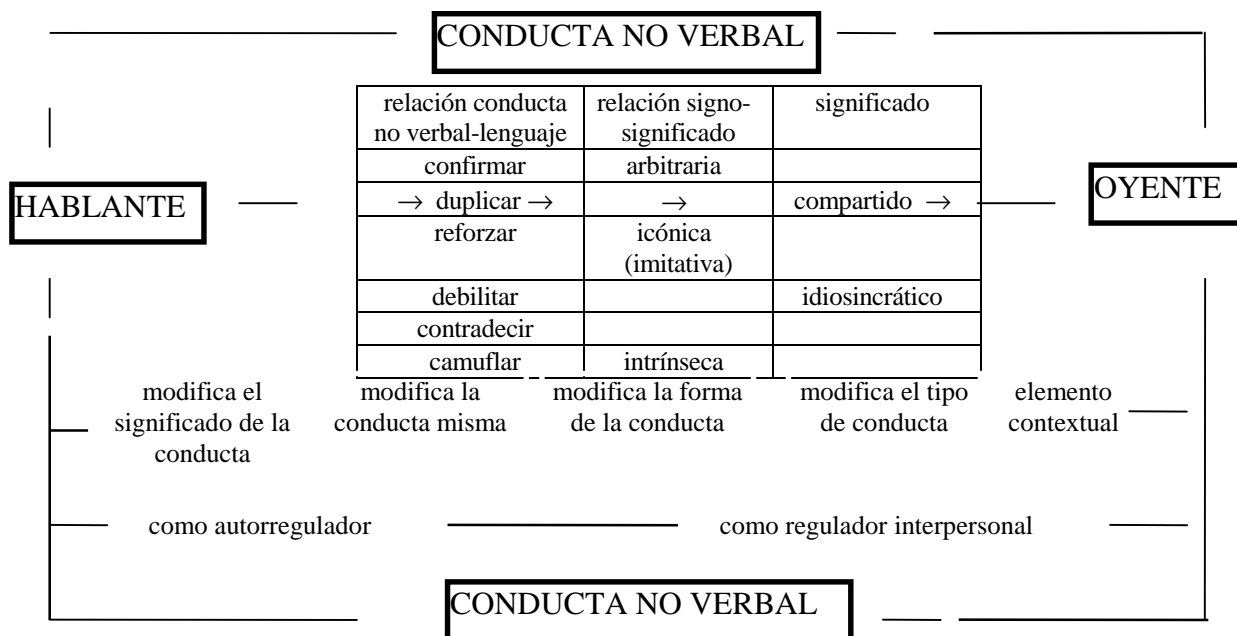 CONDUCTA NO VERBAL
relación conducta no verbal-lenguaje
relación signo-significado
significado
confirmar
arbitraria
HABLANTE
→ duplicar →
→
compartido →
OYENTE
reforzar
icónica
(imitativa)
debilitar
idiosincrático
contradecir
camuflar
intrínseca
modifica el
significado de la
conducta
modifica la
conducta misma
modifica la forma
de la conducta
modifica el tipo
de conducta
elemento
contextual
como autorregulador
como regulador interpersonal
CONDUCTA NO VERBAL